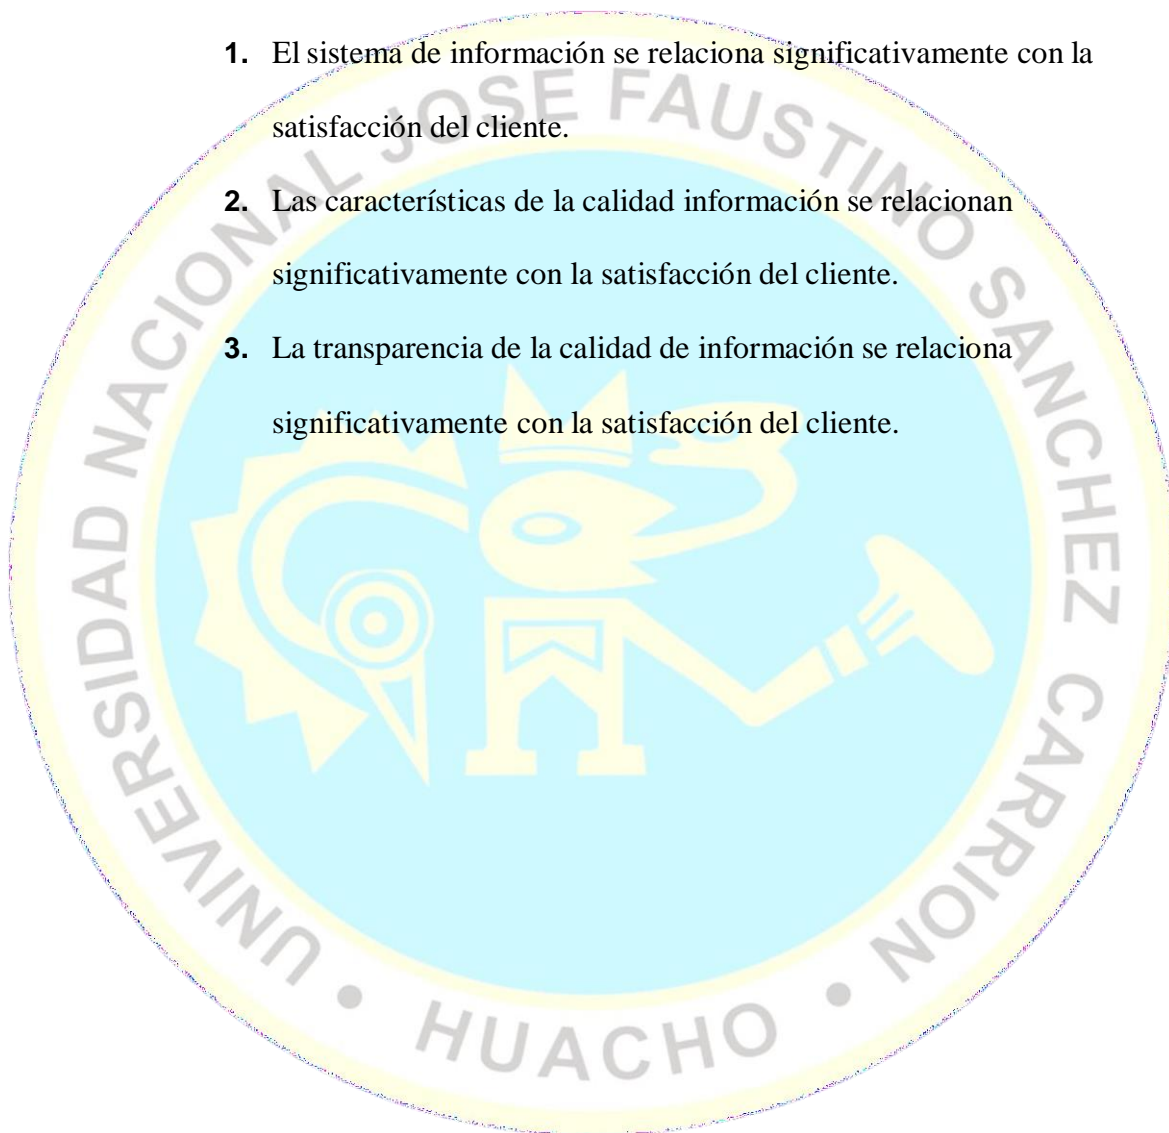 1. El sistema de información se relaciona significativamente con la
satisfacción del cliente.
2. Las características de la calidad información se relacionan
significativamente con la satisfacción del cliente.
3. La transparencia de la calidad de información se relaciona
significativamente con la satisfacción del cliente.
UNIVERSIDAD NACIONAL JOSE FAUSTINO SANCHEZ CARRION • HUACHO •